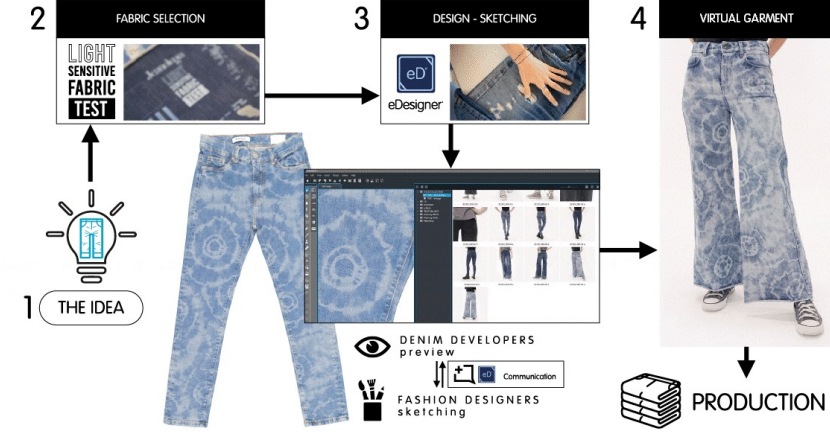 2
FABRIC SELECTION
3
DESIGN - SKETCHING
4
VIRTUAL GARMENT
LIGHT
SENSITIVE
FABRIC
TEST
eD
eDesigner
1
THE IDEA
DENIM DEVELOPERS
preview
eD
Communication
FASHION DESIGNERS
sketching
PRODUCTION